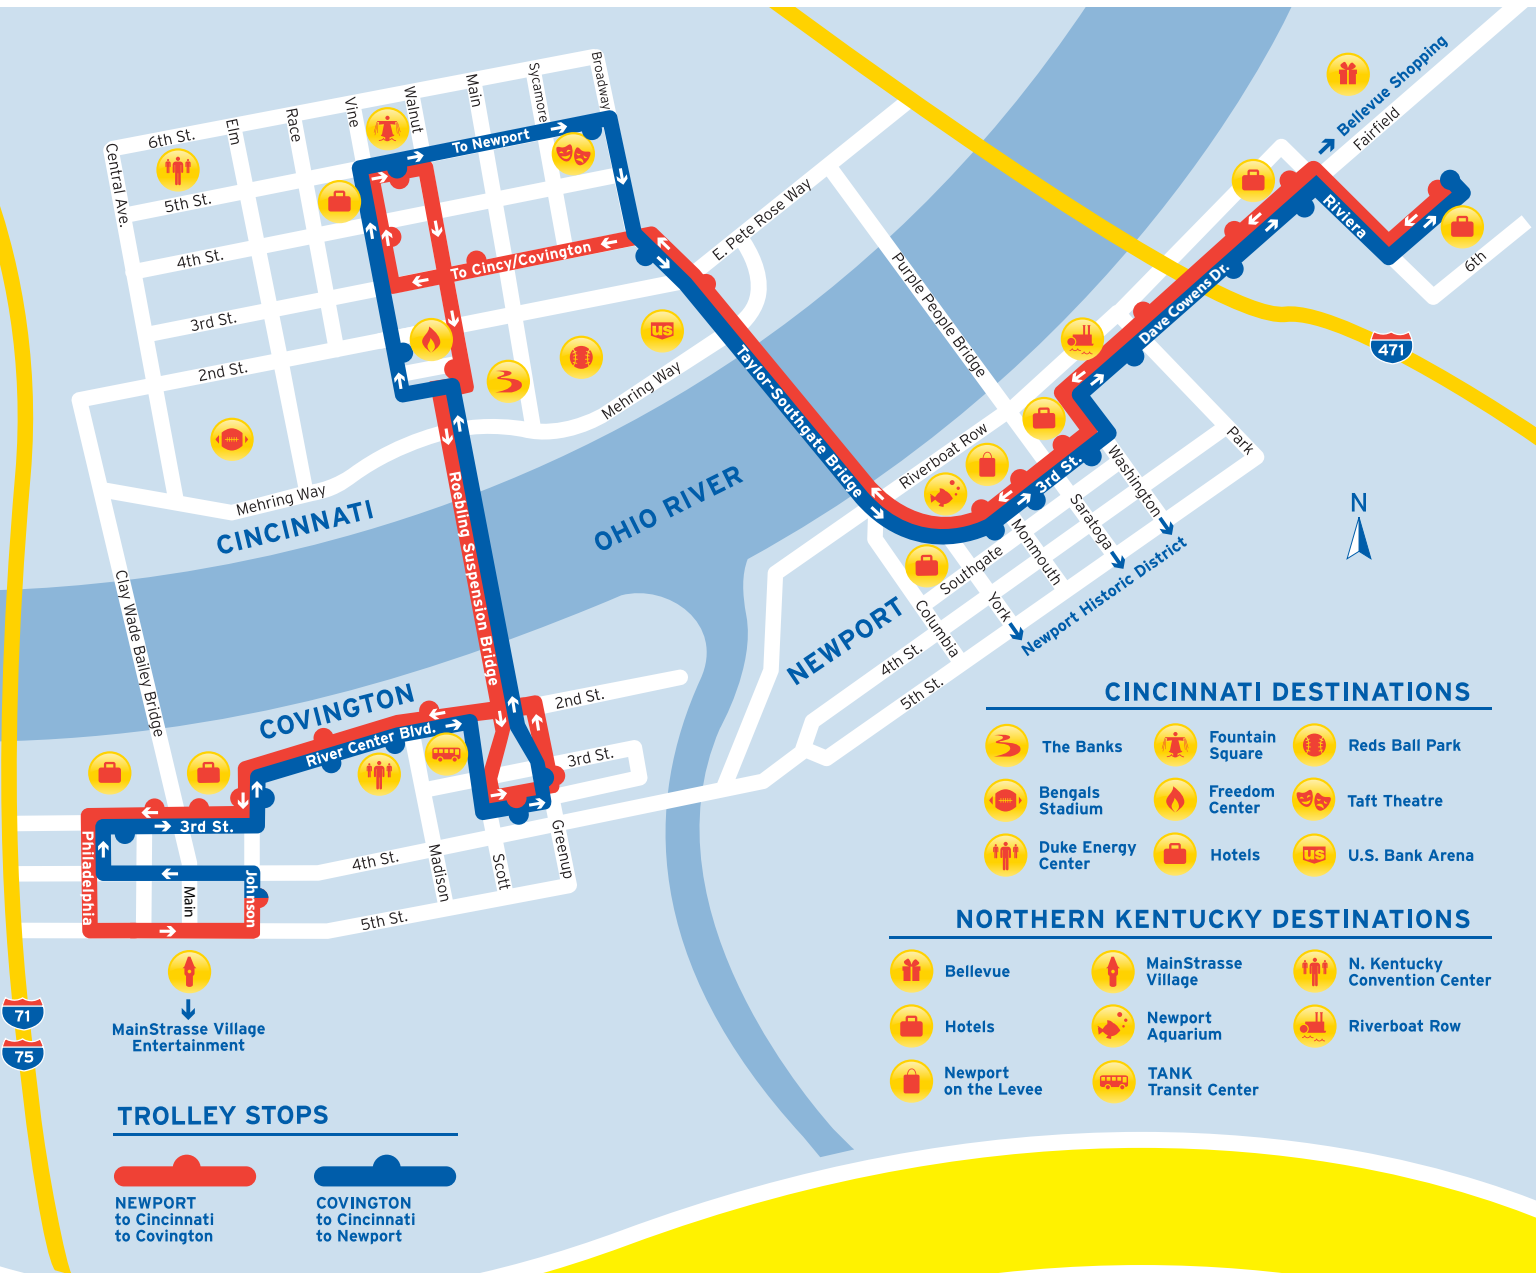 Bellevue Shopping
Fairfield
6th St.
Central Ave.
Elm
Race
Vine
Walnut
Main
Sycamore
Broadway
To Newport
5th St.
4th St.
3rd St.
2nd St.
To Cincy/Covington
E. Pete Rose Way
Purple People Bridge
Riviera
6th
Dave Cowens Dr.
471
us
Mehring Way
Mehring Way
CINCINNATI
Taylor-Southgate Bridge
OHIO RIVER
Roebling Suspension Bridge
Clay Wade Bailey Bridge
Riverboat Row
3rd St.
Park
Washington
Saratoga
Monmouth
Southgate
York
Columbia
Newport Historic District
NEWPORT
4th St.
5th St.
N
COVINGTON
River Center Blvd.
2nd St.
3rd St.
3rd St.
Philadelphia
Main
Johnson
4th St.
5th St.
Madison
Scott
Greenup
MainStrasse Village
Entertainment
71
75
CINCINNATI DESTINATIONS
The Banks
Fountain
Square
Reds Ball Park
Bengals
Stadium
Freedom
Center
Taft Theatre
Duke Energy
Center
Hotels
us
U.S. Bank Arena
NORTHERN KENTUCKY DESTINATIONS
Bellevue
MainStrasse
Village
N. Kentucky
Convention Center
Hotels
Newport
Aquarium
Riverboat Row
Newport
on the Levee
TANK
Transit Center
TROLLEY STOPS
NEWPORT
to Cincinnati
to Covington
COVINGTON
to Cincinnati
to Newport